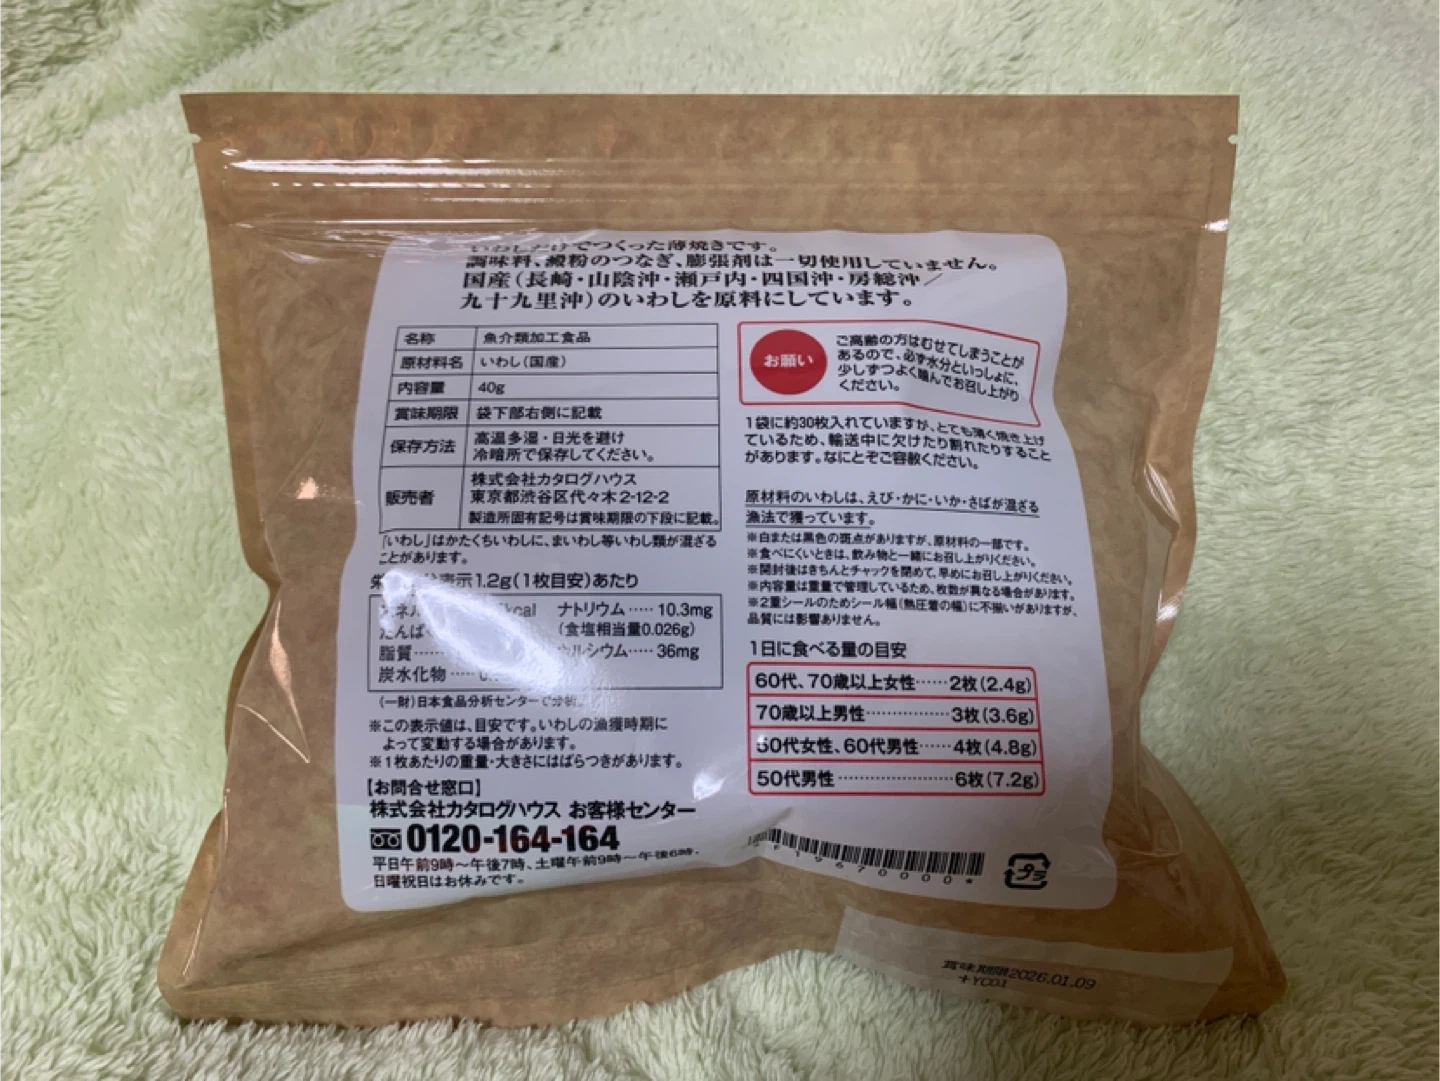 いわしだけでつくった薄焼きです。
調味料、澱粉のつなぎ、膨張剤は一切使用していません。
国産（長崎・山陰沖・瀬戸内・四国沖・房総沖／
九十九里沖）のいわしを原料にしています。
名称 魚介類加工食品
原材料名 いわし（国産）
内容量 40g
賞味期限 袋下部右側に記載
保存方法 高温多湿・日光を避け
冷暗所で保存してください。
販売者 株式会社カタログハウス
東京都渋谷区代々木2-12-2
製造所固有記号は賞味期限の下段に記載。
「いわし」はかたくちいわしに、まいわし等いわし類が混ざる
ことがあります。
表示1.2g（1枚目安）あたり
kcal ナトリウム…… 10.3mg
たんぱ （食塩相当量0.026g）
脂質…… ルシウム…… 36mg
炭水化物……
（一財）日本食品分析センターで分析。
※この表示値は、目安です。いわしの漁獲時期に
よって変動する場合があります。
※1枚あたりの重量・大きさにはばらつきがあります。
【お問合せ窓口】
株式会社カタログハウス お客様センター
0120-164-164
平日午前9時～午後7時、土曜午前9時～午後6時、
日曜祝日はお休みです。
お願い
ご高齢の方はむせてしまうことが
あるので、必ず水分といっしょに、
少しずつよく噛んでお召し上がり
ください。
1袋に約30枚入れていますが、とても薄く焼き上げ
ているため、輸送中に欠けたり割れたりすること
があります。なにとぞご容赦ください。
原材料のいわしは、えび・かに・いか・さばが混ざる
漁法で獲っています。
※白または黒色の斑点がありますが、原材料の一部です。
※食べにくいときは、飲み物と一緒にお召し上がりください。
※開封後はきちんとチャックを閉めて、早めにお召し上がりください。
※内容量は重量で管理しているため、枚数が異なる場合があります。
※2重シールのためシール幅（熱圧着の幅）に不揃いがありますが、
品質には影響ありません。
1日に食べる量の目安
60代、70歳以上女性……2枚（2.4g）
70歳以上男性………………3枚（3.6g）
50代女性、60代男性……4枚（4.8g）
50代男性………………………6枚（7.2g）
プラ
賞味期限2026.01.09
+YC01